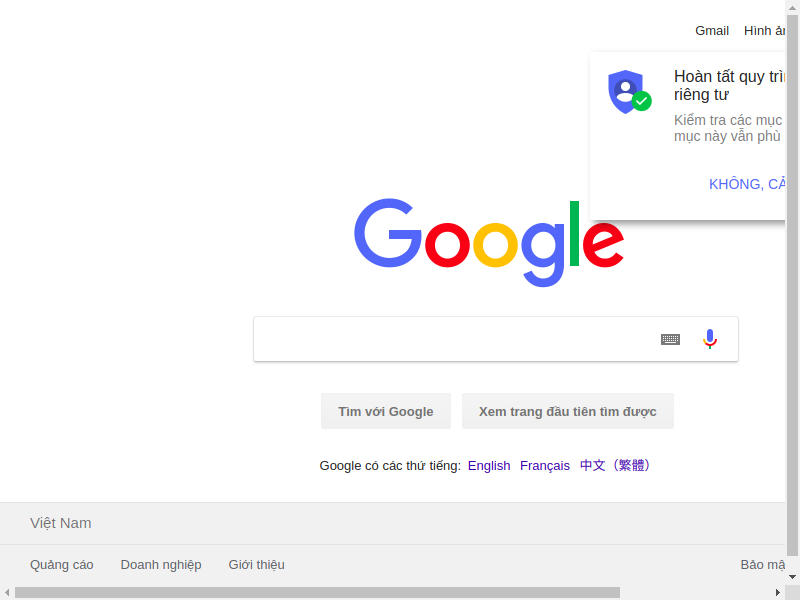 Gmail Hình ản
Hoàn tất quy trì
riêng tư
Kiểm tra các mục
mục này vẫn phù
KHÔNG, CẢ
Google
Tìm với Google Xem trang đầu tiên tìm được
Google có các thứ tiếng: English Français 中文（繁體）
Việt Nam
Quảng cáo Doanh nghiệp Giới thiệu Bảo mậ